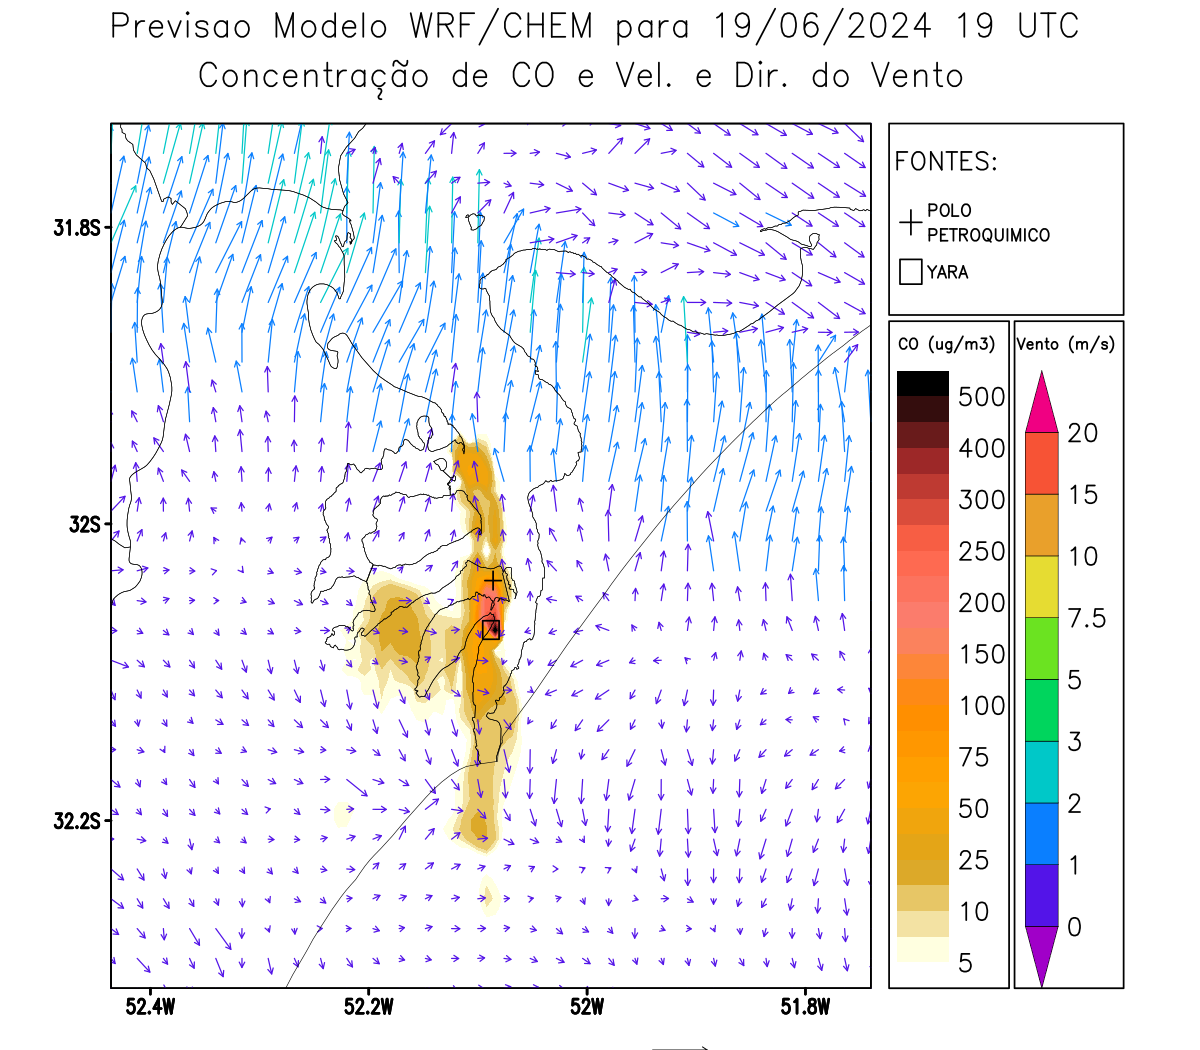 Previsao Modelo WRF/CHEM para 19/06/2024 19 UTC
Concentração de CO e Vel. e Dir. do Vento
FONTES:
POLO
PETROQUIMICO
YARA
CO (ug/m3)
500
400
300
250
200
150
100
75
50
25
10
5
Vento (m/s)
20
15
10
7.5
5
3
2
1
0
31.8S
32S
32.2S
52.4W
52.2W
52W
51.8W